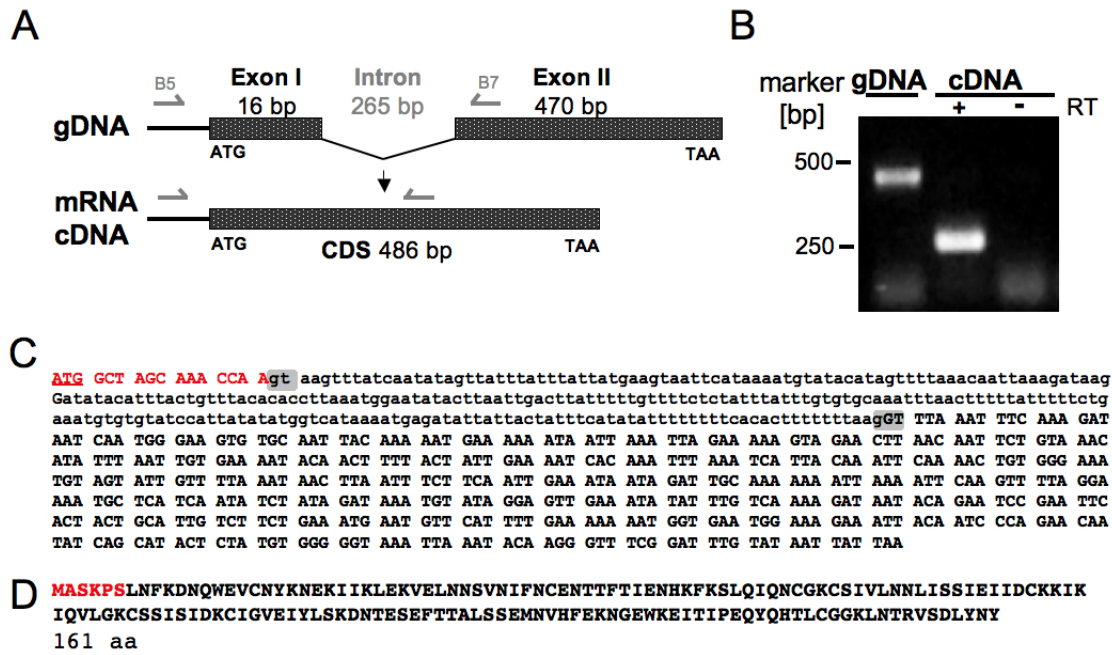 A
B5
Exon I
Intron
B7
Exon II
16 bp
265 bp
470 bp
gDNA
ATG
TAA
mRNA
cDNA
ATG
CDS 486 bp
TAA
B
marker
[bp]
gDNA
cDNA
+
-
RT
500
250
C
ATG GCT AGC AAA CCA Agt aagtttatcaatatagttatttatttattatgaagtaattcataaaatgtatacatagttttaaacaattaaagataag
Gatatacatttactgtttacacaccttaaatggaatatacttaattgacttttttgttttctctatttatttgtgtgcaaatttaactttttatttttctg
aaatgtgtgtatccattatatatggtcataaaatgagatattatactatttcatatatttttttttcacactttttttaagGT TTA AAT TTC AAA GAT
AAT CAA TGG GAA GTG TGC AAT TAC AAA AAT GAA AAA ATA ATT AAA TTA GAA AAA GTA GAA CTT AAC AAT TCT GTA AAC
ATA TTT AAT TGT GAA AAT ACA ACT TTT ACT ATT GAA AAT CAC AAA TTT AAA TCA TTA CAA ATT CAA AAC TGT GGG AAA
TGT AGT ATT GTT TTA AAT AAC TTA ATT TCT TCA ATT GAA ATA ATA GAT TGC AAA AAA ATT AAA ATT CAA GTT TTA GGA
AAA TGC TCA TCA ATA TCT ATA GAT AAA TGT ATA GGA GTT GAA ATA TAT TTG TCA AAA GAT AAT ACA GAA TCC GAA TTC
ACT ACT GCA TTG TCT TCT GAA ATG AAT GTT CAT TTT GAA AAA AAT GGT GAA TGG AAA GAA ATT ACA ATC CCA GAA CAA
TAT CAG CAT ACT CTA TGT GGG GGT AAA TTA AAT ACA AGG GTT TCG GAT TTG TAT AAT TAT TAA
D
MASKPSLNFKDNQWEVCNYKNEKIIKLEKVELNNSVNIFNCENTTFTIENHKFKSLQIQNCGKCSIVLNNLISSIEIIDCKKIK
IQVLGKCSSISIDKCIGVEIYLSKDNTESEFTTALSSEMNVHFEKNGEWKEITIPEQYQHTLCGGKLNTRVSDLYNY
161 aa